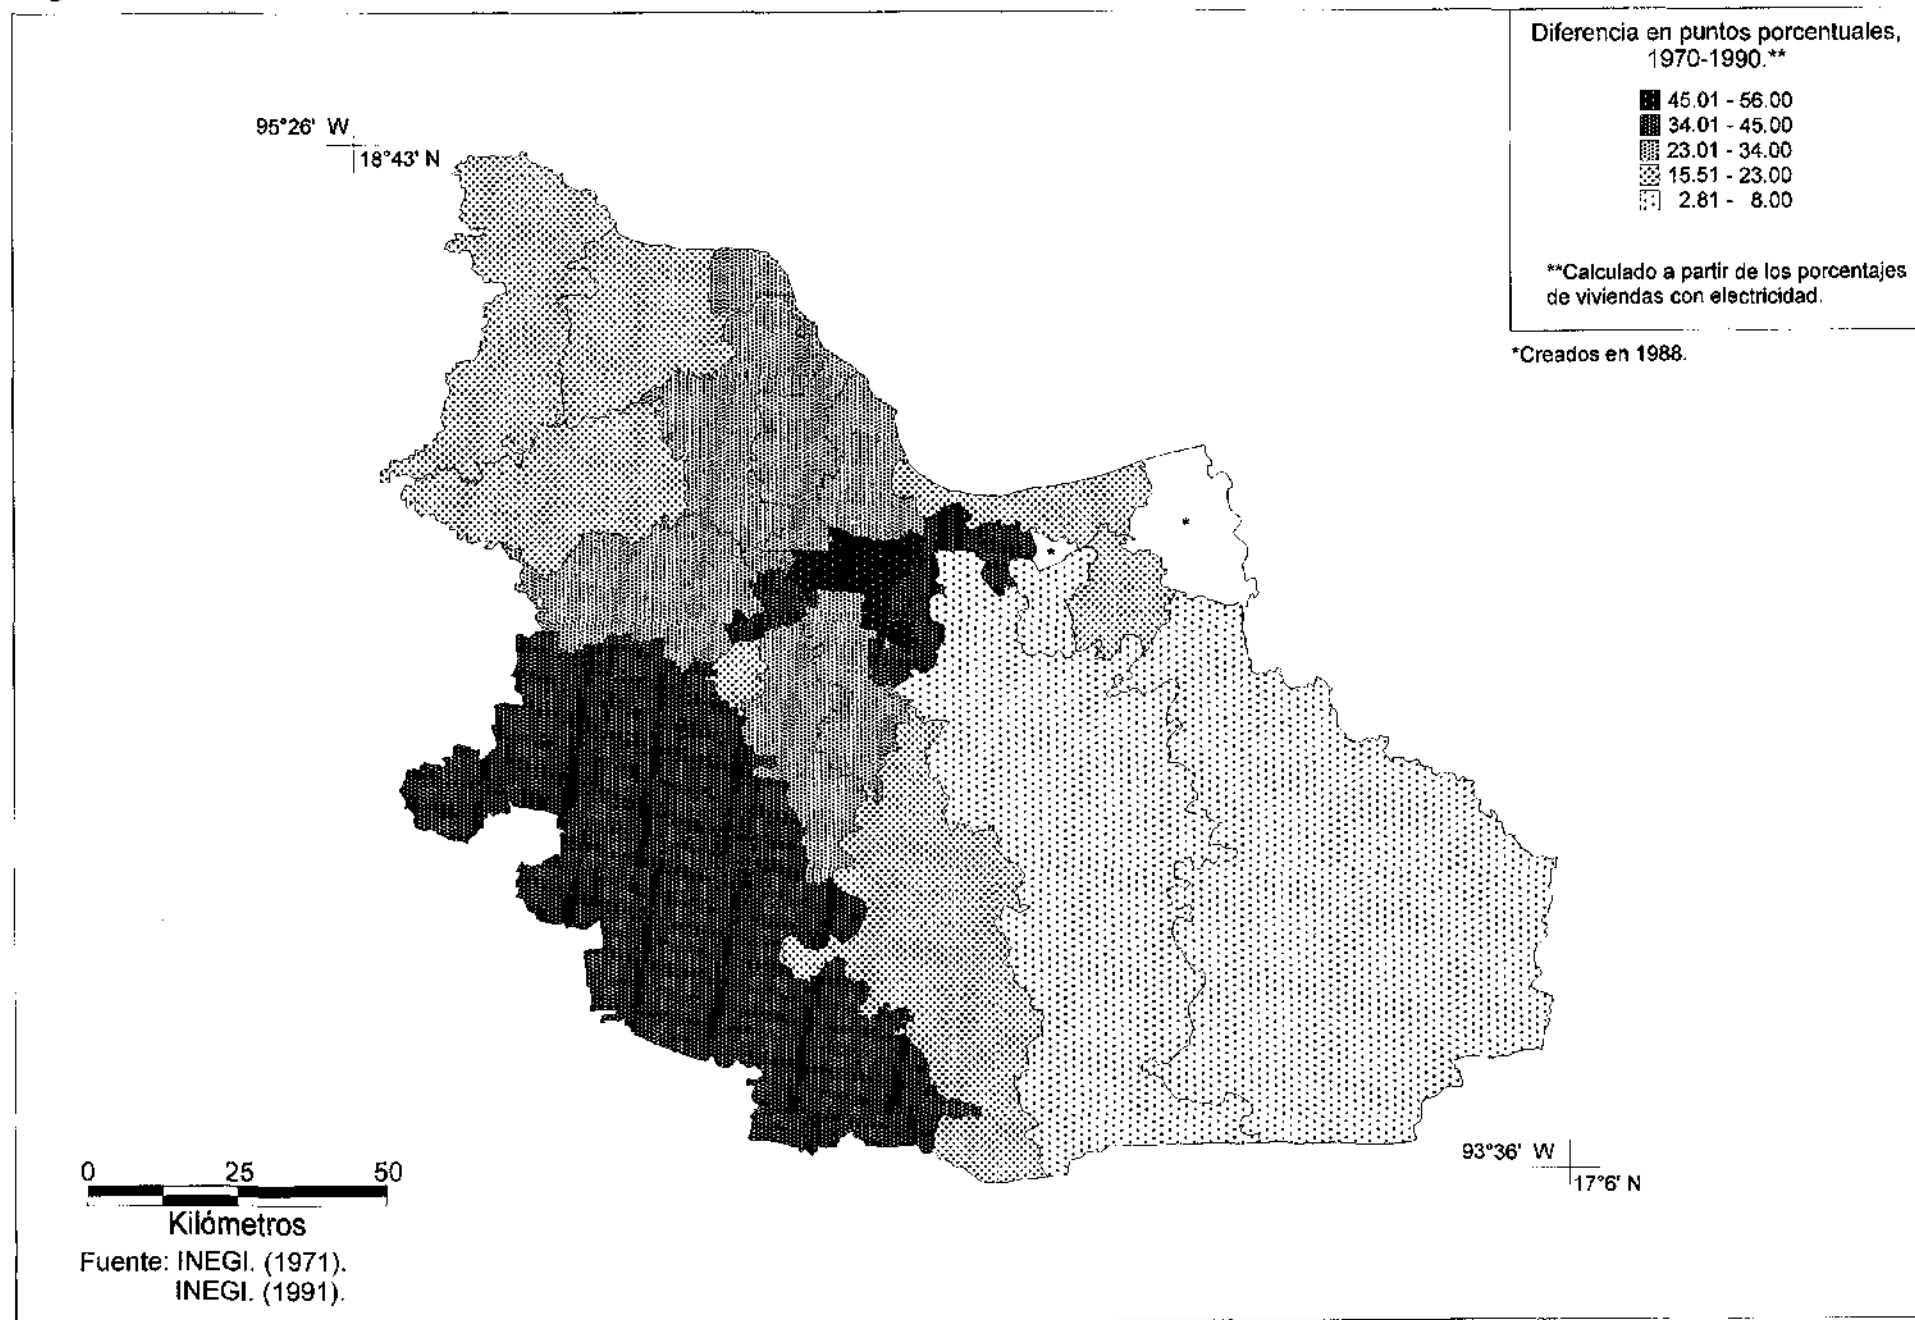 Diferencia en puntos porcentuales,
1970-1990.**
45.01 - 56.00
34.01 - 45.00
23.01 - 34.00
15.51 - 23.00
2.81 - 8.00
**Calculado a partir de los porcentajes
de viviendas con electricidad.
*Creados en 1988.
95°26' W
18°43' N
*
*
93°36' W
17°6' N
0 25 50
Kilómetros
Fuente: INEGI. (1971).
INEGI. (1991).